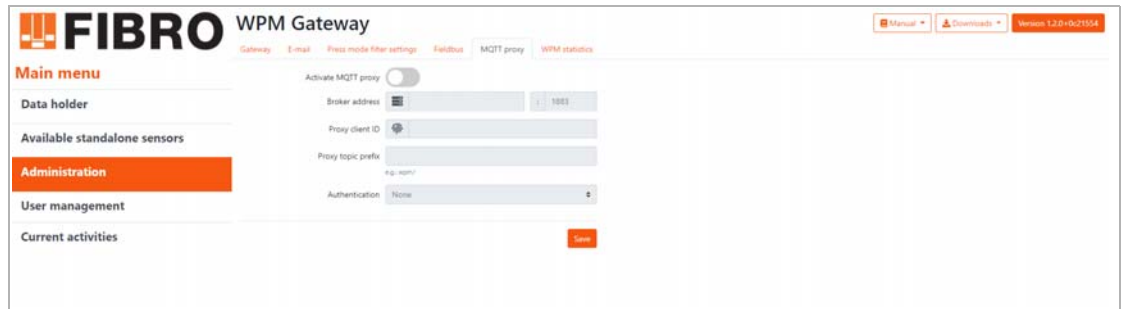 FIBRO
WPM Gateway
Manual
Downloads
Version 1.2.0+0c21554
Gateway E-mail Press mode filter settings Fieldbus MQTT proxy WPM statistics
Main menu
Data holder
Available standalone sensors
Administration
User management
Current activities
Activate MQTT proxy
Broker address : 1883
Proxy client ID
Proxy topic prefix
e.g.: wpm/
Authentication None
Save